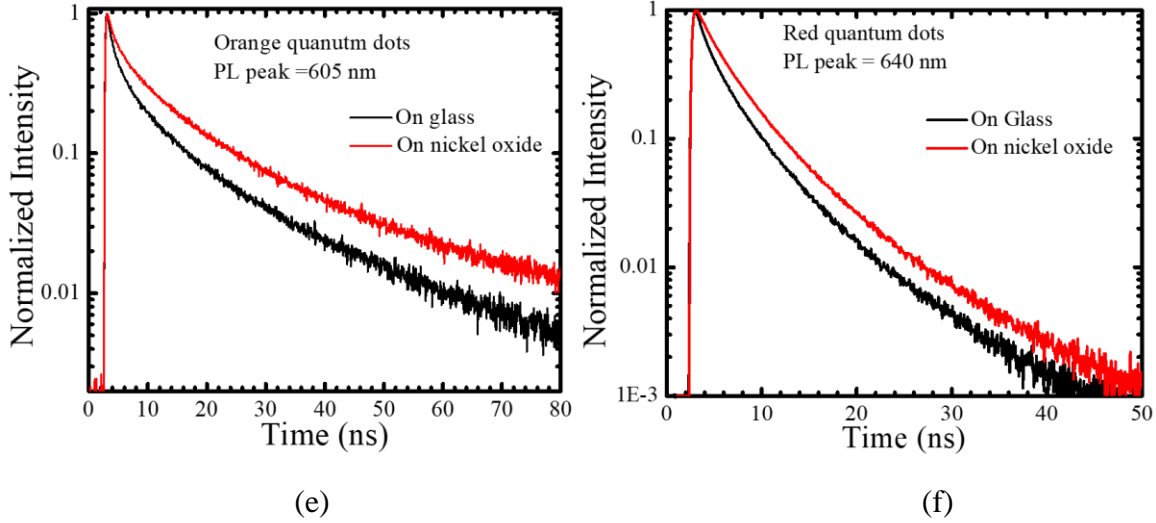 Orange quanutm dots
PL peak =605 nm
On glass
On nickel oxide
Normalized Intensity
1
0.1
0.01
0 10 20 30 40 50 60 70 80
Time (ns)
(e)
Red quantum dots
PL peak = 640 nm
On Glass
On nickel oxide
Normalized Intensity
1
0.1
0.01
1E-3
0 10 20 30 40 50
Time (ns)
(f)